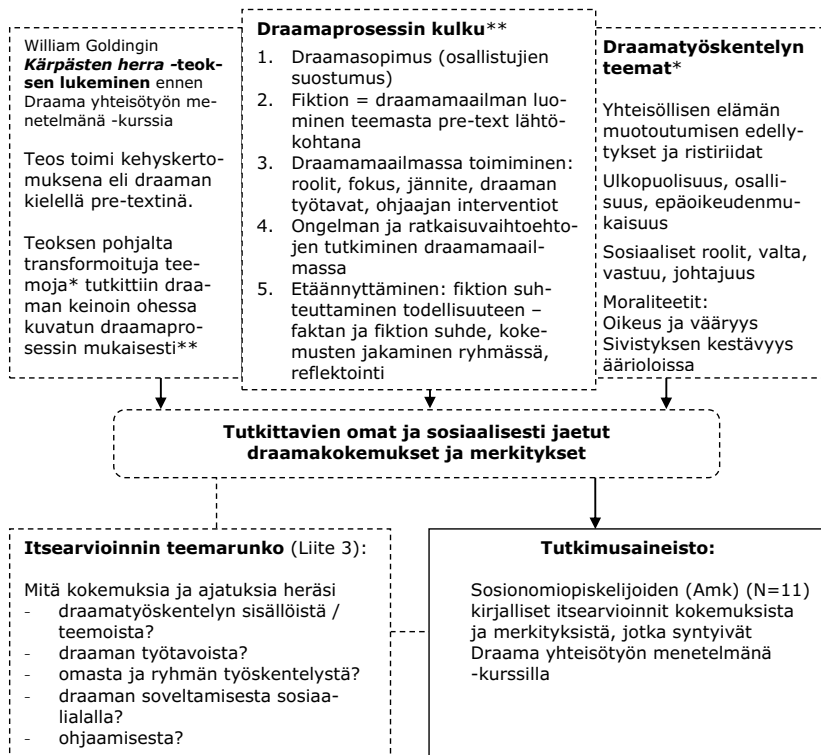 William Goldingin
Kärpästen herra -teok-
sen lukeminen ennen
Draama yhteisötyön me-
netelmänä -kurssia
Teos toimi kehyskerto-
muksena eli draaman
kielellä pre-textinä.
Teoksen pohjalta
transformoituja tee-
moja* tutkittiin draa-
man keinoin ohessa
kuvatun draamapro-
sessin mukaisesti**
Draamaprosessin kulku**
1. Draamasopimus (osallistujien
suostumus)
2. Fiktion = draamamaailman luo-
minen teemasta pre-text lähtö-
kohtana
3. Draamamaailmassa toimiminen:
roolit, fokus, jännite, draaman
työtavat, ohjaajan interventiot
4. Ongelman ja ratkaisuvaihtoehto-
jen tutkiminen draamamaail-
massa
5. Etäännyttäminen: fiktion suh-
teuttaminen todellisuuteen –
faktan ja fiktion suhde, koke-
musten jakaminen ryhmässä,
reflektointi
Draamatyöskentelyn
teemat*
Yhteisöllisen elämän
muotoutumisen edelly-
tykset ja ristiriidat
Ulkopuolisuus, osalli-
suus, epäoikeudenmu-
kaisuus
Sosiaaliset roolit, valta,
vastuu, johtajuus
Moraliteetit:
Oikeus ja vääryys
Sivistyksen kestävyys
äärioloissa
Tutkittavien omat ja sosiaalisesti jaetut
draamakokemukset ja merkitykset
Itsearvioinnin teemarunko (Liite 3):
Mitä kokemuksia ja ajatuksia heräsi
- draamatyöskentelyn sisällöistä /
teemoista?
- draaman työtavoista?
- omasta ja ryhmän työskentelystä?
- draaman soveltamisesta sosiaa-
lialalla?
- ohjaamisesta?
Tutkimusaineisto:
Sosionomiopiskelijoiden (Amk) (N=11)
kirjalliset itsearvioinnit kokemuksista
ja merkityksistä, jotka syntyivät
Draama yhteisötyön menetelmänä
-kurssilla